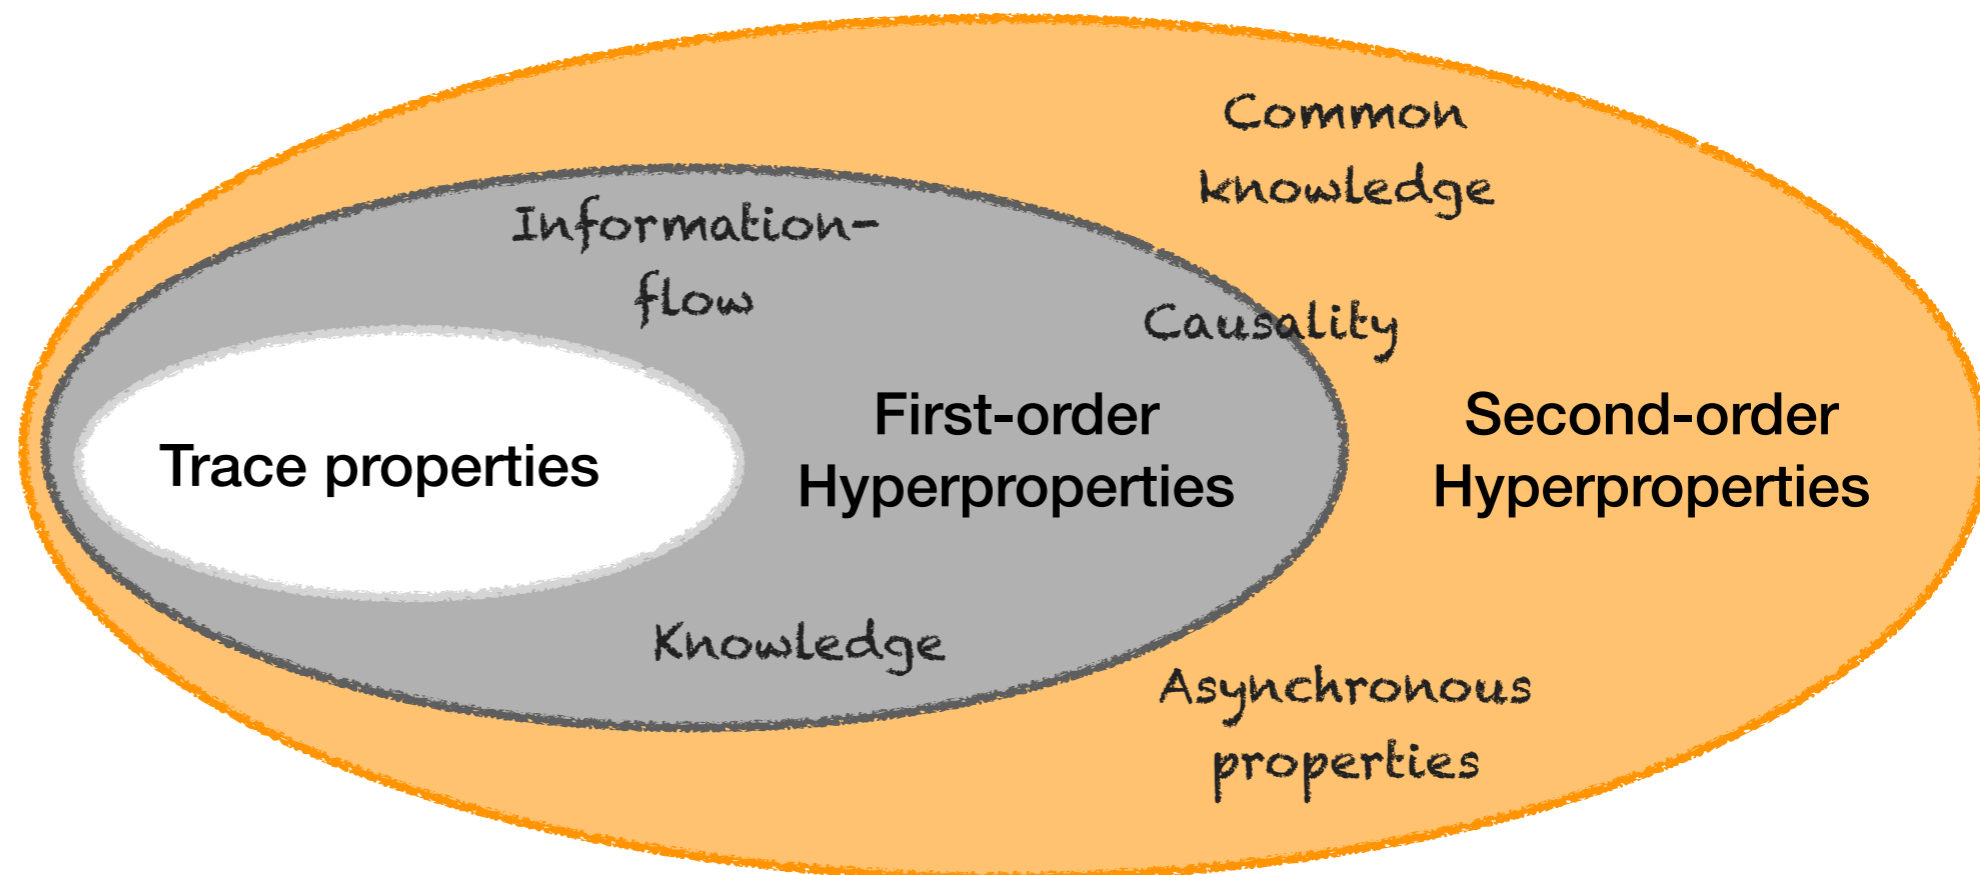 Common
knowledge
Information-
flow
Causality
First-order
Hyperproperties
Second-order
Hyperproperties
Trace properties
Knowledge
Asynchronous
properties